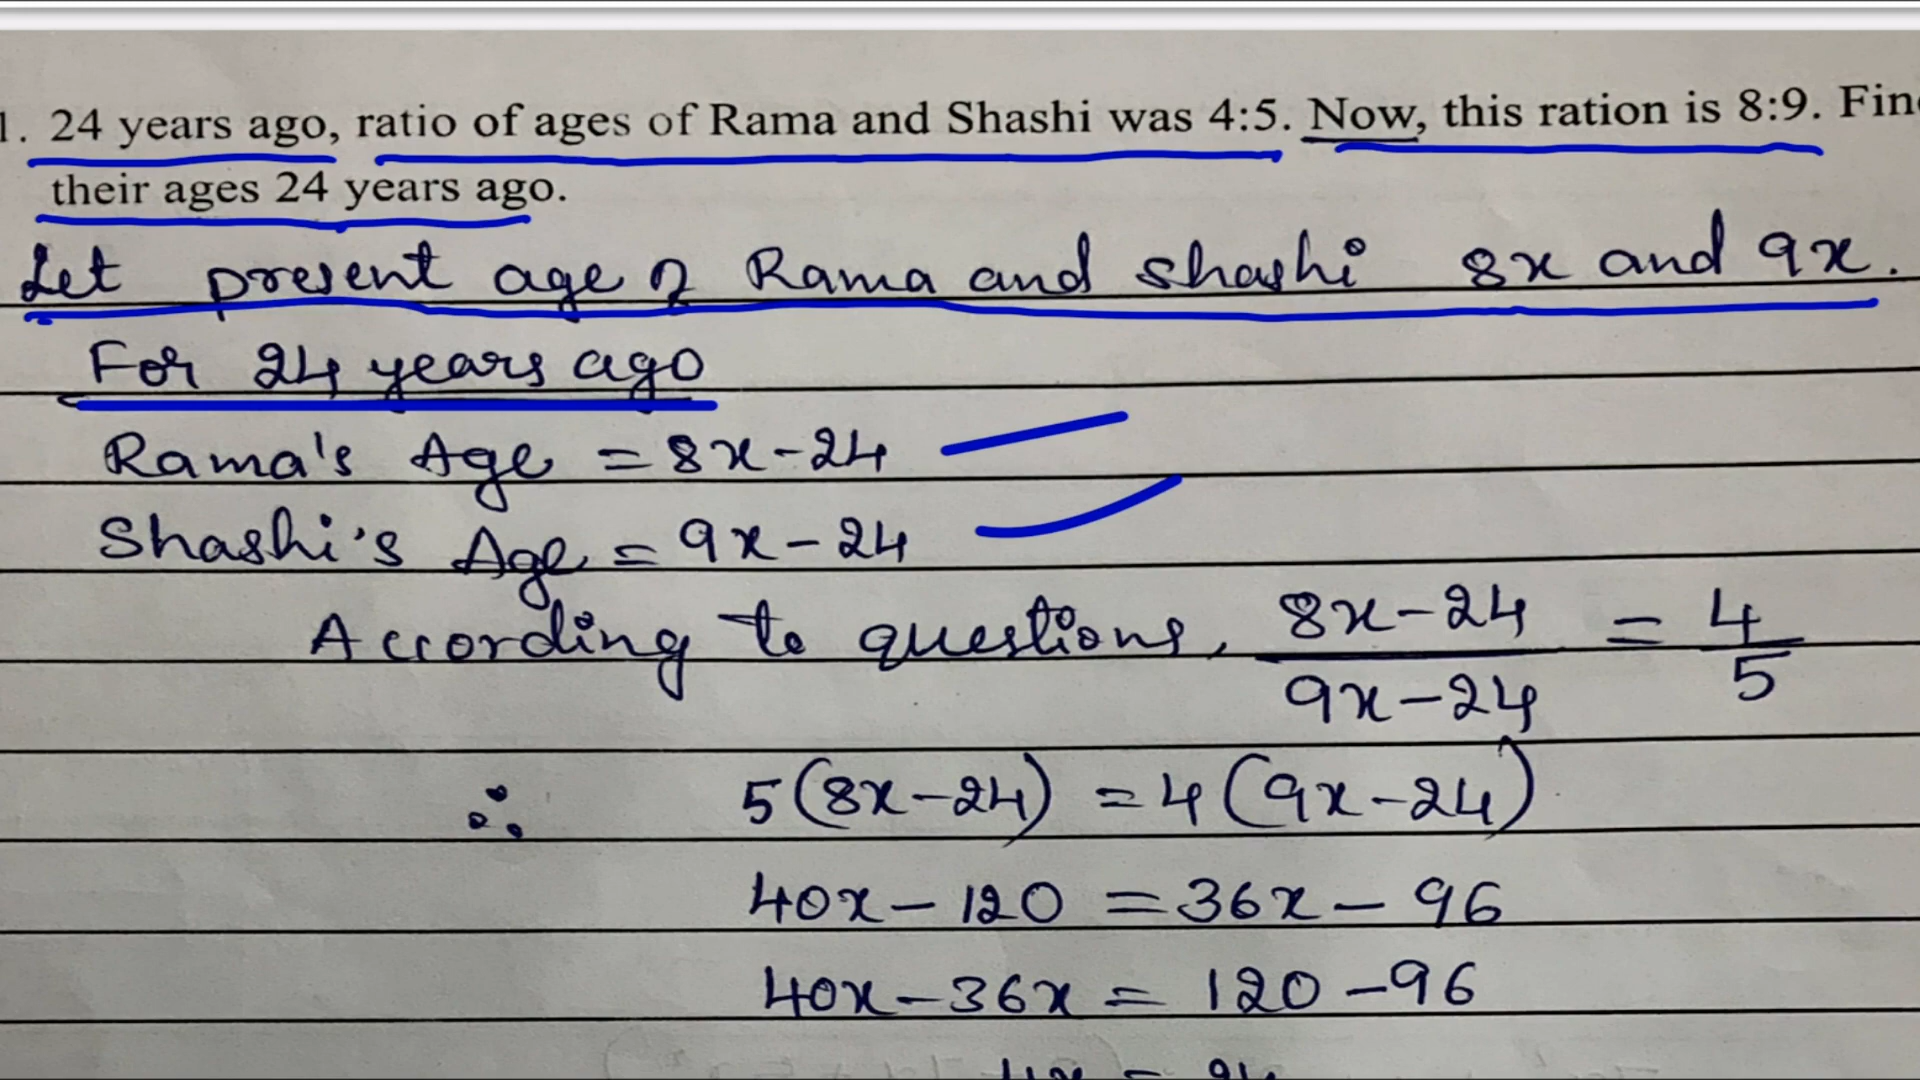 1. 24 years ago, ratio of ages of Rama and Shashi was 4:5. Now, this ration is 8:9. Find
their ages 24 years ago.
Let present age of Rama and Shashi 8x and 9x.
For 24 years ago
Rama's Age = 8x-24
Shashi's Age = 9x-24
According to questions, 8x-24 / 9x-24 = 4/5
∴ 5(8x-24) = 4(9x-24)
40x-120 = 36x-96
40x-36x = 120-96
4x = 24